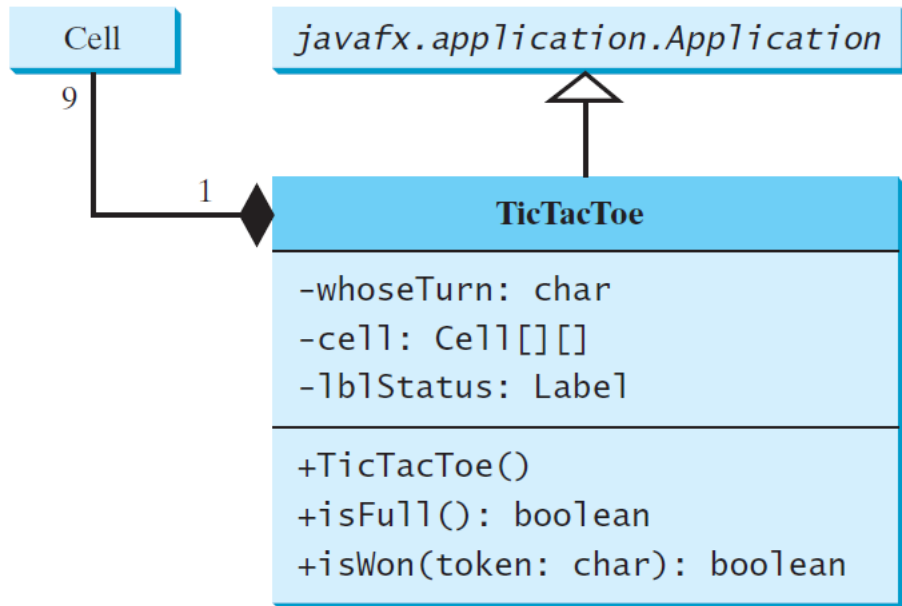 Cell
javafx.application.Application
9
1
TicTacToe
-whoseTurn: char
-cell: Cell[][]
-lblStatus: Label
+TicTacToe()
+isFull(): boolean
+isWon(token: char): boolean